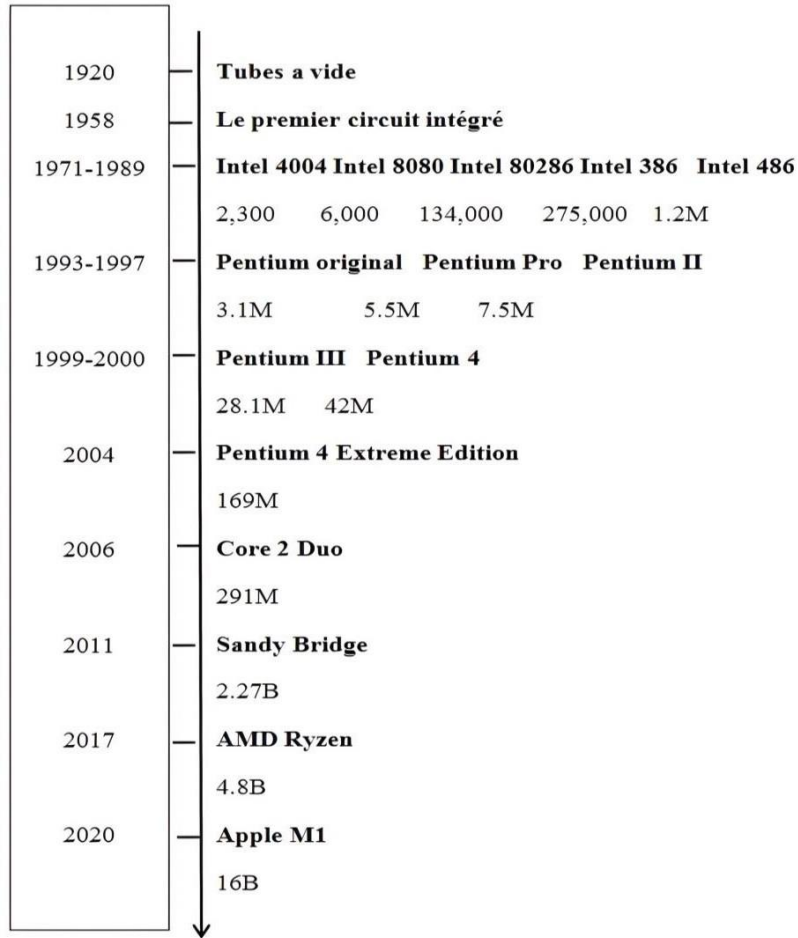 1920 Tubes a vide
1958 Le premier circuit intégré
1971-1989 Intel 4004 Intel 8080 Intel 80286 Intel 386 Intel 486
2,300 6,000 134,000 275,000 1.2M
1993-1997 Pentium original Pentium Pro Pentium II
3.1M 5.5M 7.5M
1999-2000 Pentium III Pentium 4
28.1M 42M
2004 Pentium 4 Extreme Edition
169M
2006 Core 2 Duo
291M
2011 Sandy Bridge
2.27B
2017 AMD Ryzen
4.8B
2020 Apple M1
16B